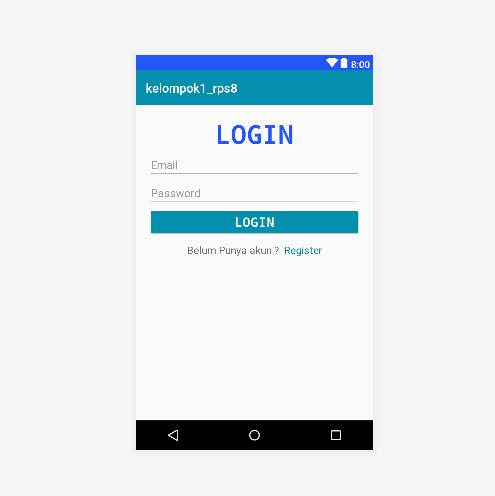 8:00
kelompok1_rps8
LOGIN
Email
Password
LOGIN
Belum Punya akun ? Register